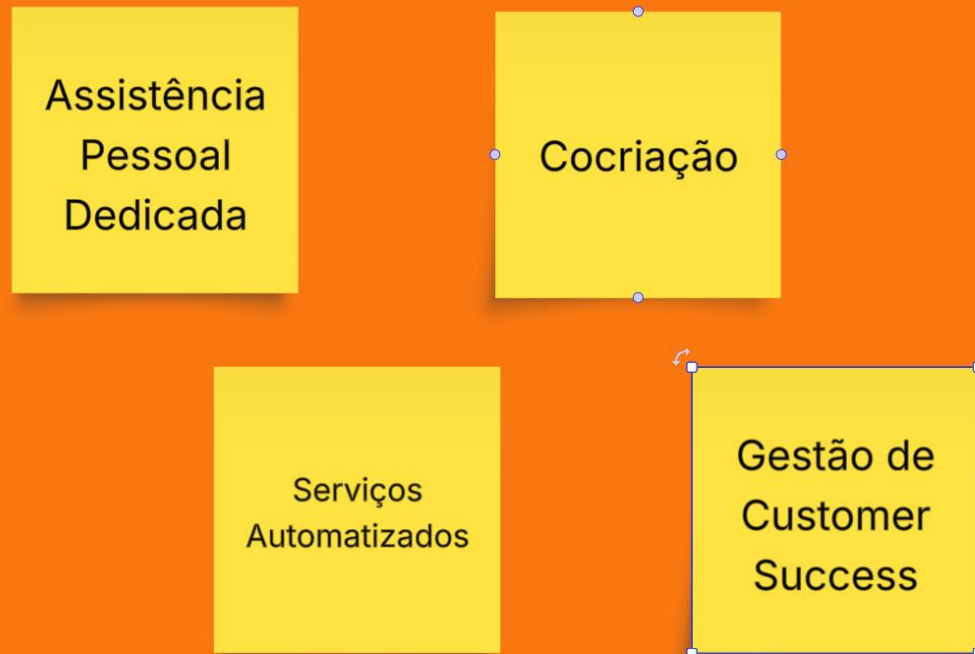 Assistência
Pessoal
Dedicada
Cocriação
Serviços
Automatizados
Gestão de
Customer
Success